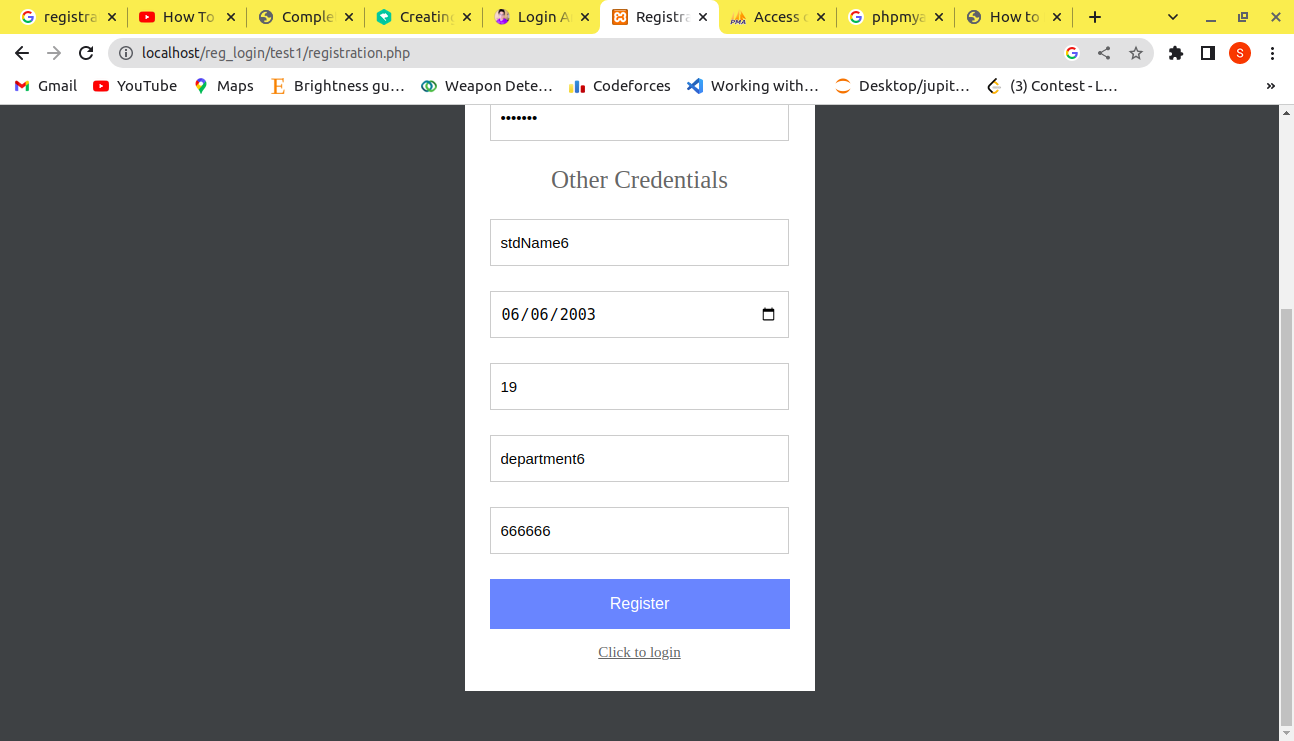 registra
How To
Comple
Creating
Login A
Registra
PMA
Access
phpmya
How to
localhost/reg_login/test1/registration.php
S
Gmail
YouTube
Maps
E
Brightness gu...
Weapon Dete...
Codeforces
Working with...
Desktop/jupit...
(3) Contest - L...
»
•••••••
Other Credentials
stdName6
06/06/2003
19
department6
666666
Register
Click to login